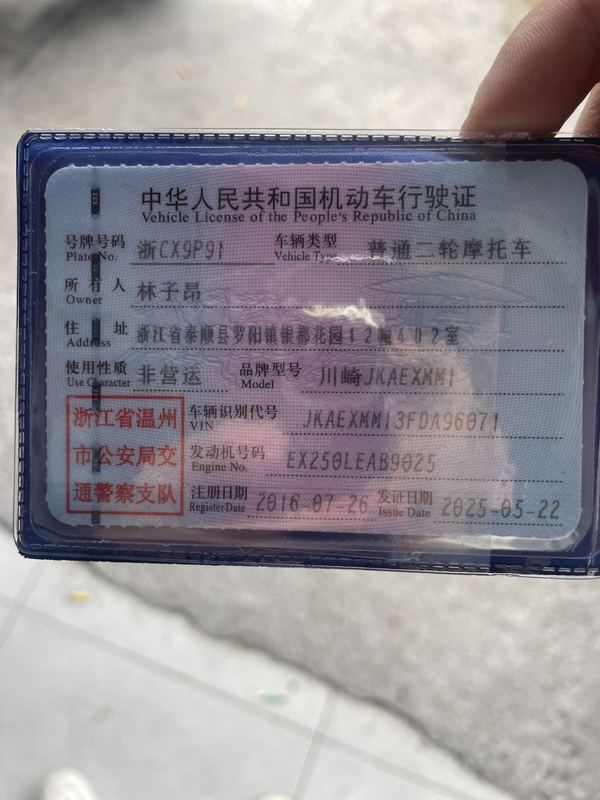 中华人民共和国机动车行驶证
Vehicle License of the People's Republic of China
号牌号码 浙CX9P91 车辆类型 普通二轮摩托车
Plate No. Vehicle Type
所有人 林子昂
Owner
住址 浙江省泰顺县罗阳镇银都花园12幢402室
Address
使用性质 非营运 品牌型号 川崎JKAEXMM1
Use Character Model
浙江省温州
市公安局交
通警察支队
车辆识别代号 JKAEXMM13FDA96071
VIN
发动机号码 EX250LEAB9025
Engine No.
注册日期 2016-07-26 发证日期 2025-05-22
Register Date Issue Date